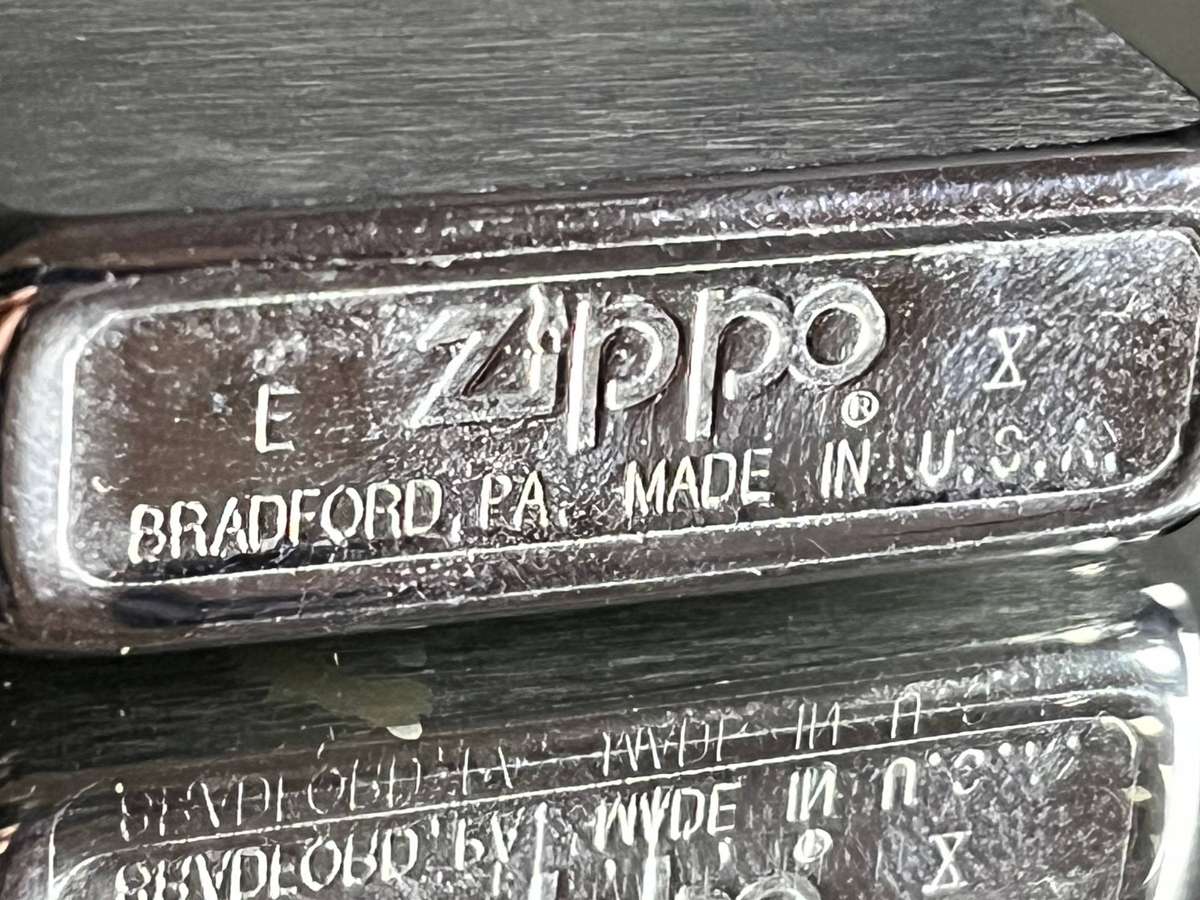 Zippo ®
E X
BRADFORD, PA. MADE IN U.S.A.